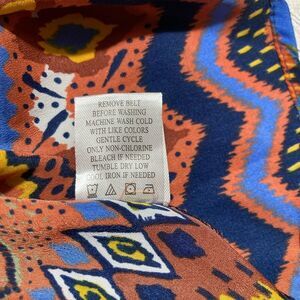 REMOVE BELT
BEFORE WASHING
MACHINE WASH COLD
WITH LIKE COLORS
GENTLE CYCLE
ONLY NON-CHLORINE
BLEACH IF NEEDED
TUMBLE DRY LOW
COOL IRON IF NEEDED